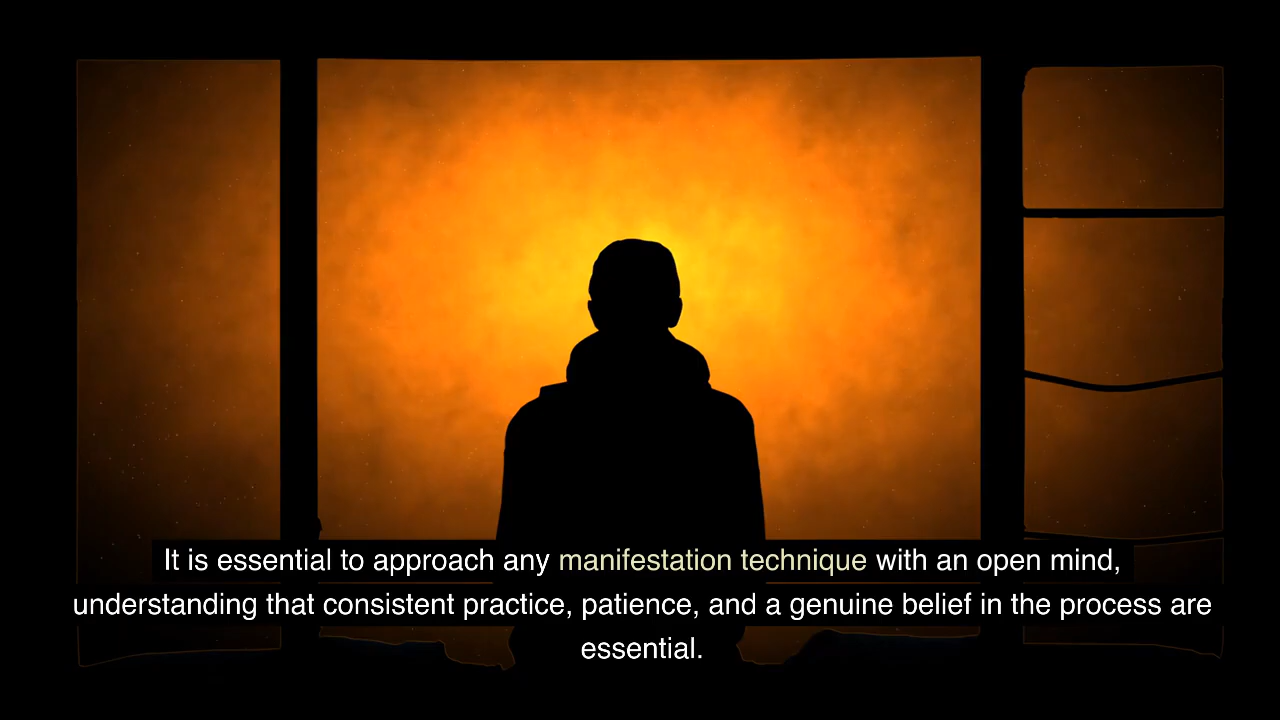 It is essential to approach any manifestation technique with an open mind,
understanding that consistent practice, patience, and a genuine belief in the process are
essential.